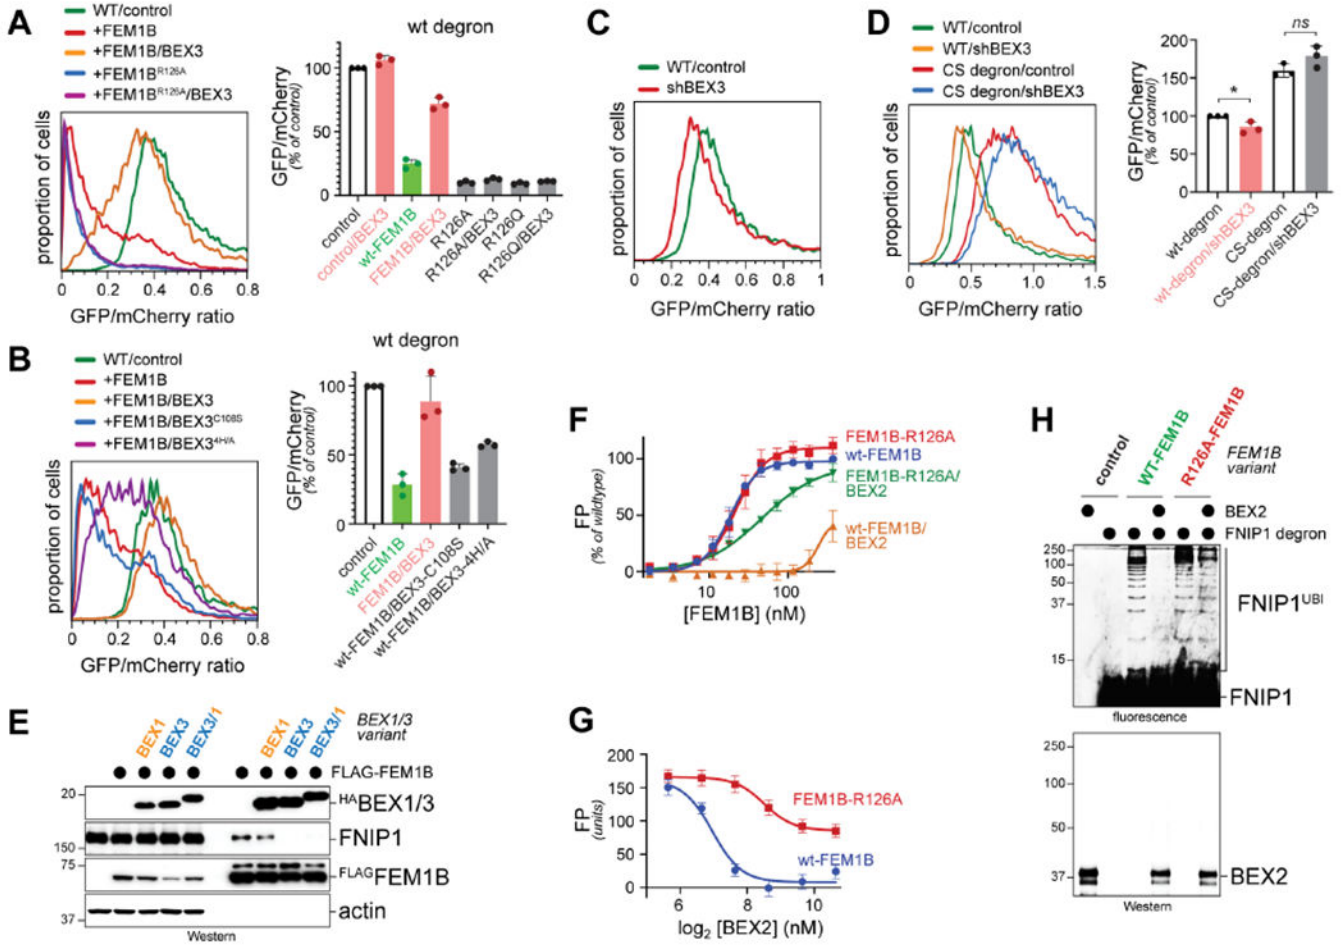 A
WT/control
+FEM1B
+FEM1B/BEX3
+FEM1B^R126A
+FEM1B^R126A/BEX3
proportion of cells
0 0.2 0.4 0.6 0.8
GFP/mCherry ratio
wt degron
GFP/mCherry
(% of control)
100
50
0
control
control/BEX3
wt-FEM1B
FEM1B/BEX3
R126A
R126A/BEX3
R126Q
R126Q/BEX3
C
WT/control
shBEX3
proportion of cells
0 0.2 0.4 0.6 0.8 1
GFP/mCherry ratio
D
WT/control
WT/shBEX3
CS degron/control
CS degron/shBEX3
proportion of cells
0 0.5 1.0 1.5
GFP/mCherry ratio
GFP/mCherry
(% of control)
200
150
100
50
0
*
ns
wt-degron
wt-degron/shBEX3
CS-degron
CS-degron/shBEX3
B
WT/control
+FEM1B
+FEM1B/BEX3
+FEM1B/BEX3^C108S
+FEM1B/BEX3^4H/A
proportion of cells
0 0.2 0.4 0.6 0.8
GFP/mCherry ratio
wt degron
GFP/mCherry
(% of control)
100
50
0
control
wt-FEM1B
FEM1B/BEX3
wt-FEM1B/BEX3-C108S
wt-FEM1B/BEX3-4H/A
F
FP
(% of wildtype)
100
50
0
10 100
[FEM1B] (nM)
FEM1B-R126A
wt-FEM1B
FEM1B-R126A/
BEX2
wt-FEM1B/
BEX2
H
control
WT-FEM1B
R126A-FEM1B
FEM1B
variant
BEX2
FNIP1 degron
250
100
50
37
15
FNIP1^UBI
FNIP1
fluorescence
250
100
50
37
BEX2
Western
E
BEX1
BEX3
BEX3/1
BEX1
BEX3
BEX3/1
BEX1/3
variant
FLAG-FEM1B
20
^HABEX1/3
FNIP1
150
75
^FLAGFEM1B
actin
37
Western
G
FP
(units)
200
150
100
50
0
6 8 10
log₂ [BEX2] (nM)
FEM1B-R126A
wt-FEM1B